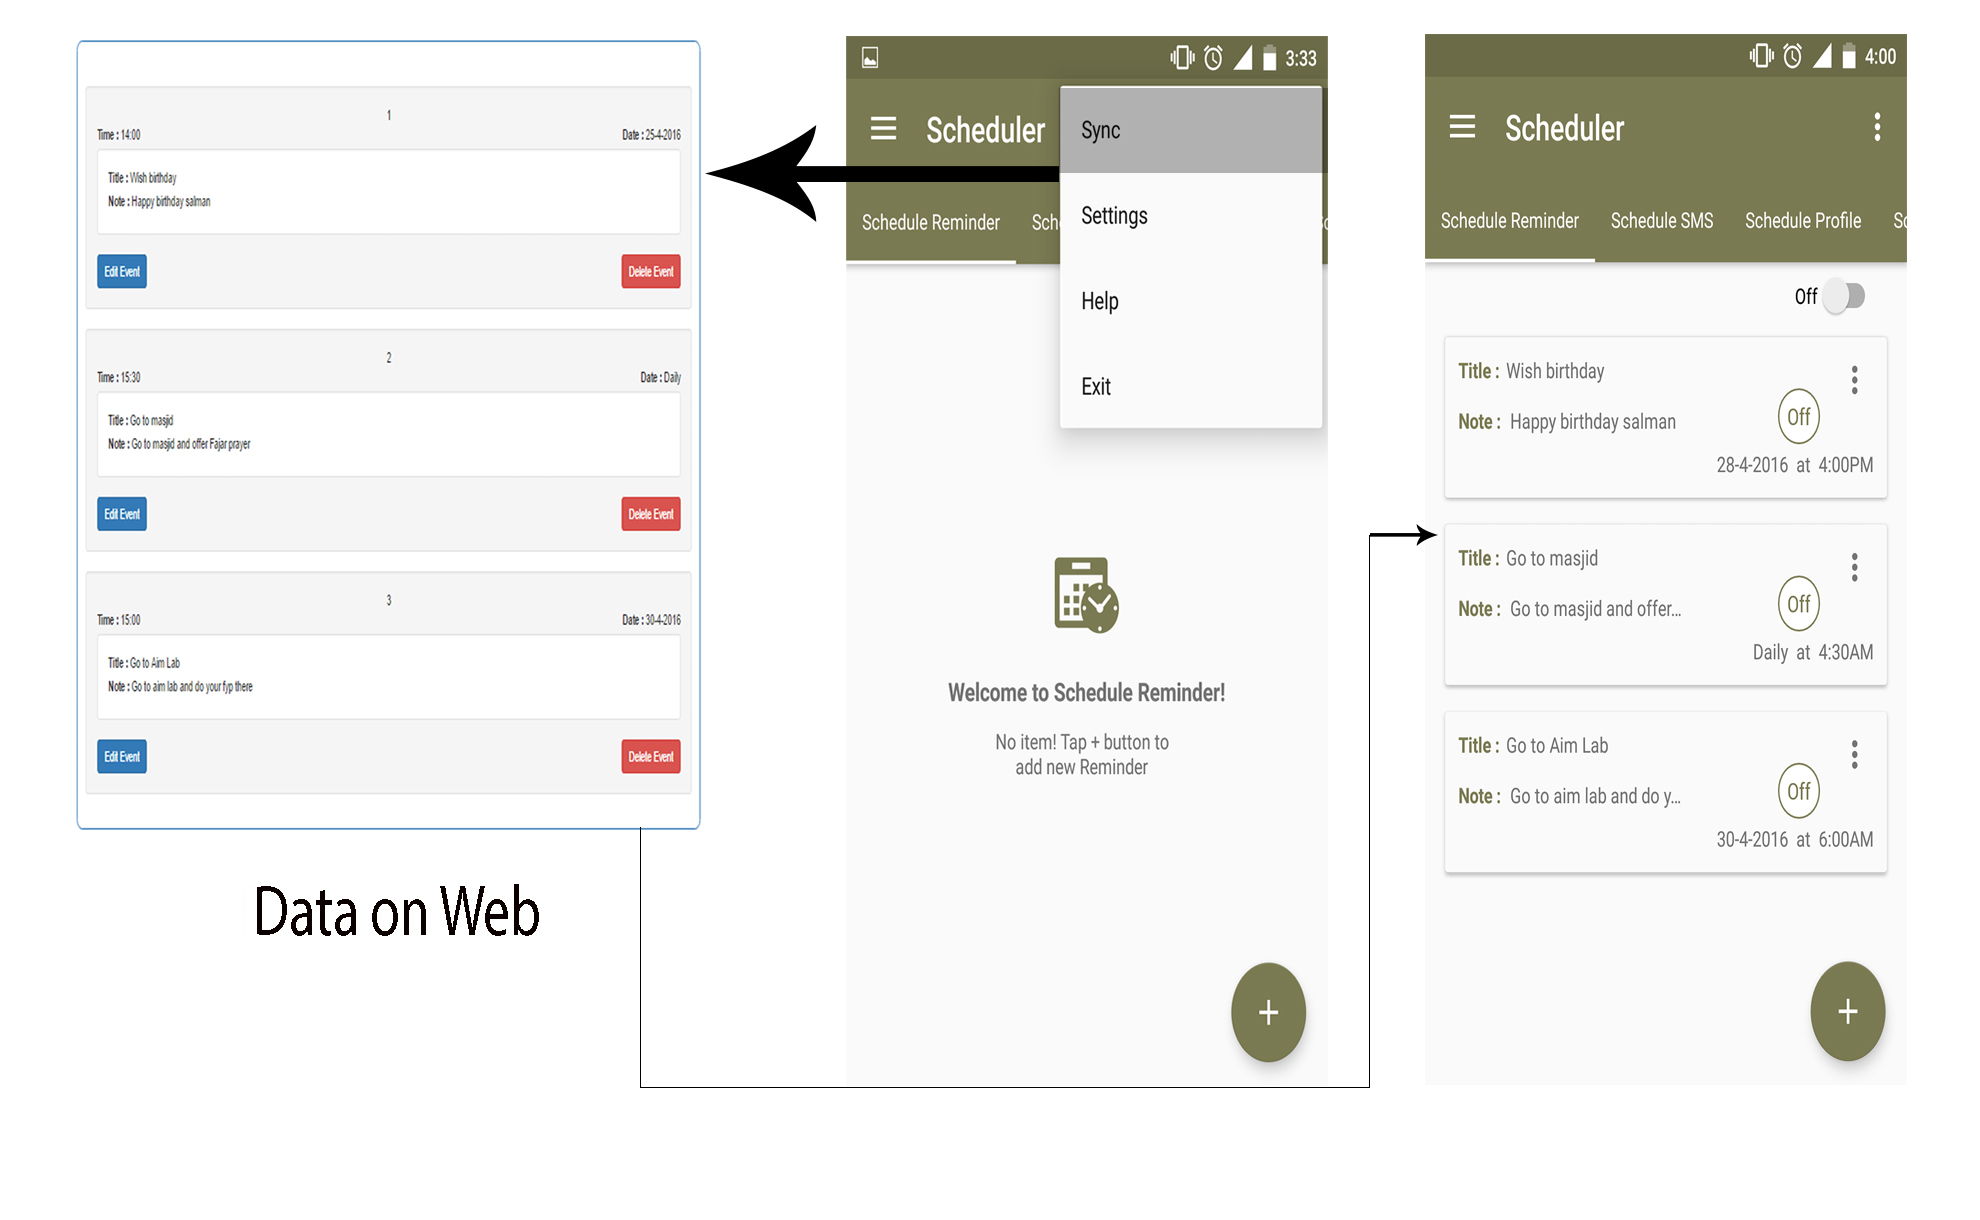 1
Time : 14:00 Date : 25-4-2016
Title : Wish birthday
Note : Happy birthday salman
Edit Event Delete Event
2
Time : 15:30 Date : Daily
Title : Go to masjid
Note : Go to masjid and offer Fajar prayer
Edit Event Delete Event
3
Time : 15:00 Date : 30-4-2016
Title : Go to Aim Lab
Note : Go to aim lab and do your fyp there
Edit Event Delete Event
Data on Web
3:33
Scheduler
Schedule Reminder Sch
Sync
Settings
Help
Exit
Welcome to Schedule Reminder!
No item! Tap + button to
add new Reminder
+
4:00
Scheduler
Schedule Reminder Schedule SMS Schedule Profile Sc
Off
Title : Wish birthday
Note : Happy birthday salman
Off
28-4-2016 at 4:00PM
Title : Go to masjid
Note : Go to masjid and offer...
Off
Daily at 4:30AM
Title : Go to Aim Lab
Note : Go to aim lab and do y...
Off
30-4-2016 at 6:00AM
+